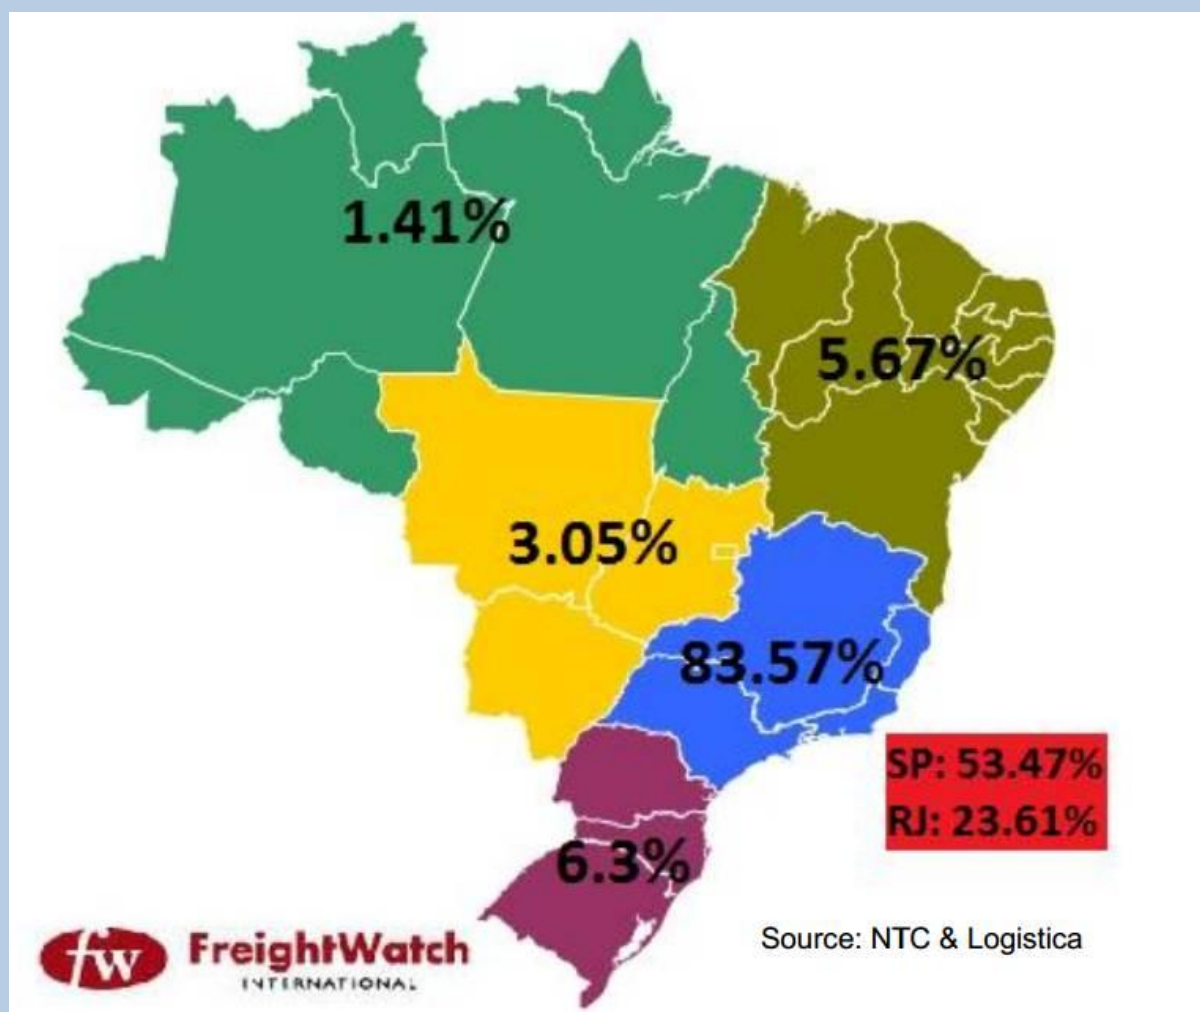 1.41%
5.67%
3.05%
83.57%
SP: 53.47%
RJ: 23.61%
6.3%
fw
FreightWatch
INTERNATIONAL
Source: NTC & Logistica